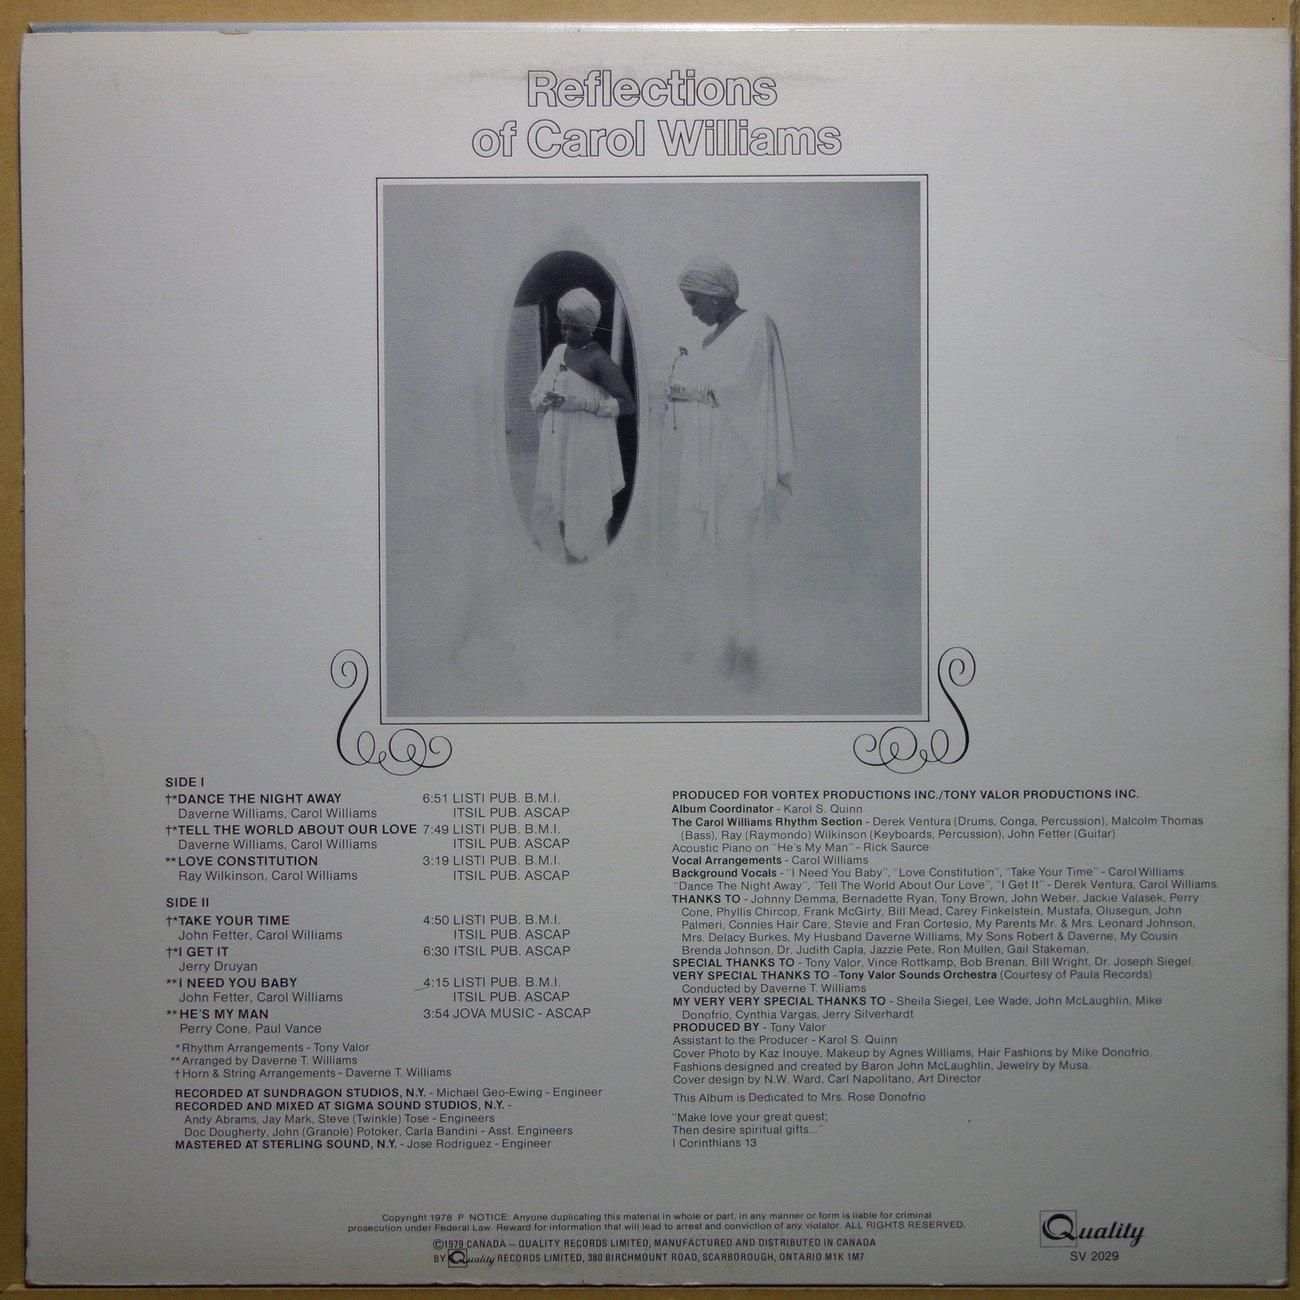 Reflections
of Carol Williams
SIDE I
†*DANCE THE NIGHT AWAY 6:51 LISTI PUB. B.M.I.
Daverne Williams, Carol Williams ITSIL PUB. ASCAP
†*TELL THE WORLD ABOUT OUR LOVE 7:49 LISTI PUB. B.M.I.
Daverne Williams, Carol Williams ITSIL PUB. ASCAP
**LOVE CONSTITUTION 3:19 LISTI PUB. B.M.I.
Ray Wilkinson, Carol Williams ITSIL PUB. ASCAP
SIDE II
†*TAKE YOUR TIME 4:50 LISTI PUB. B.M.I.
John Fetter, Carol Williams ITSIL PUB. ASCAP
†*I GET IT 6:30 ITSIL PUB. ASCAP
Jerry Druyan
**I NEED YOU BABY 4:15 LISTI PUB. B.M.I.
John Fetter, Carol Williams ITSIL PUB. ASCAP
**HE'S MY MAN 3:54 JOVA MUSIC - ASCAP
Perry Cone, Paul Vance
*Rhythm Arrangements - Tony Valor
**Arranged by Daverne T. Williams
†Horn & String Arrangements - Daverne T. Williams
RECORDED AT SUNDRAGON STUDIOS, N.Y. - Michael Geo-Ewing - Engineer
RECORDED AND MIXED AT SIGMA SOUND STUDIOS, N.Y. -
Andy Abrams, Jay Mark, Steve (Twinkle) Tose - Engineers
Doc Dougherty, John (Granole) Potoker, Carla Bandini - Asst. Engineers
MASTERED AT STERLING SOUND, N.Y. - Jose Rodriguez - Engineer
PRODUCED FOR VORTEX PRODUCTIONS INC./TONY VALOR PRODUCTIONS INC.
Album Coordinator - Karol S. Quinn
The Carol Williams Rhythm Section - Derek Ventura (Drums, Conga, Percussion), Malcolm Thomas
(Bass), Ray (Raymondo) Wilkinson (Keyboards, Percussion), John Fetter (Guitar)
Acoustic Piano on "He's My Man" - Rick Saurce
Vocal Arrangements - Carol Williams
Background Vocals - "I Need You Baby", "Love Constitution", "Take Your Time" - Carol Williams.
"Dance The Night Away", "Tell The World About Our Love", "I Get It" - Derek Ventura, Carol Williams.
THANKS TO - Johnny Demma, Bernadette Ryan, Tony Brown, John Weber, Jackie Valasek, Perry
Cone, Phyllis Chircop, Frank McGirty, Bill Mead, Carey Finkelstein, Mustafa, Olusegun, John
Palmeri, Connies Hair Care, Stevie and Fran Cortesio, My Parents Mr. & Mrs. Leonard Johnson,
Mrs. Delacy Burkes, My Husband Daverne Williams, My Sons Robert & Daverne, My Cousin
Brenda Johnson, Dr. Judith Capla, Jazzie Pete, Ron Mullen, Gail Stakeman.
SPECIAL THANKS TO - Tony Valor, Vince Rottkamp, Bob Brenan, Bill Wright, Dr. Joseph Siegel.
VERY SPECIAL THANKS TO - Tony Valor Sounds Orchestra (Courtesy of Paula Records)
Conducted by Daverne T. Williams
MY VERY VERY SPECIAL THANKS TO - Sheila Siegel, Lee Wade, John McLaughlin, Mike
Donofrio, Cynthia Vargas, Jerry Silverhardt
PRODUCED BY - Tony Valor
Assistant to the Producer - Karol S. Quinn
Cover Photo by Kaz Inouye, Makeup by Agnes Williams, Hair Fashions by Mike Donofrio.
Fashions designed and created by Baron John McLaughlin, Jewelry by Musa.
Cover design by N.W. Ward, Carl Napolitano, Art Director
This Album is Dedicated to Mrs. Rose Donofrio
"Make love your great quest;
Then desire spiritual gifts..."
I Corinthians 13
Copyright 1978 P NOTICE: Anyone duplicating this material in whole or part, in any manner or form is liable for criminal
prosecution under Federal Law. Reward for information that will lead to arrest and conviction of any violator. ALL RIGHTS RESERVED.
©1979 CANADA — QUALITY RECORDS LIMITED, MANUFACTURED AND DISTRIBUTED IN CANADA
BY Quality RECORDS LIMITED, 380 BIRCHMOUNT ROAD, SCARBOROUGH, ONTARIO M1K 1M7
Quality
SV 2029